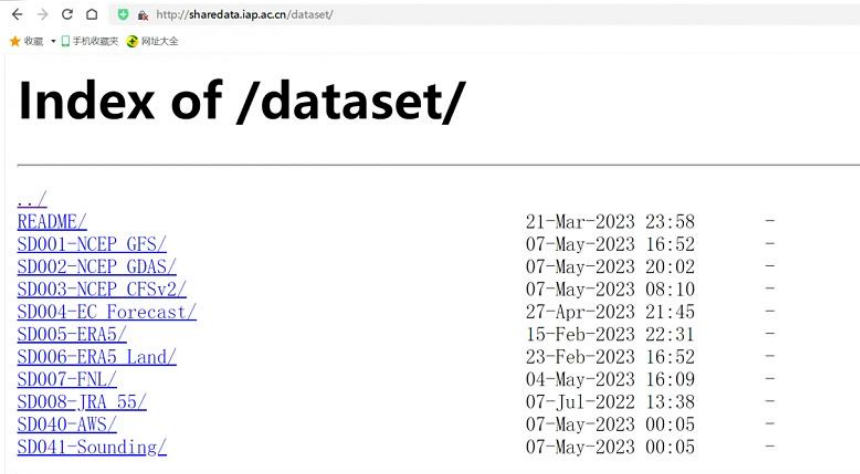 http://sharedata.iap.ac.cn/dataset/
收藏 手机收藏夹 网址大全
Index of /dataset/
../
README/ 21-Mar-2023 23:58 -
SD001-NCEP_GFS/ 07-May-2023 16:52 -
SD002-NCEP_GDAS/ 07-May-2023 20:02 -
SD003-NCEP_CFSv2/ 07-May-2023 08:10 -
SD004-EC_Forecast/ 27-Apr-2023 21:45 -
SD005-ERA5/ 15-Feb-2023 22:31 -
SD006-ERA5_Land/ 23-Feb-2023 16:52 -
SD007-FNL/ 04-May-2023 16:09 -
SD008-JRA_55/ 07-Jul-2022 13:38 -
SD040-AWS/ 07-May-2023 00:05 -
SD041-Sounding/ 07-May-2023 00:05 -